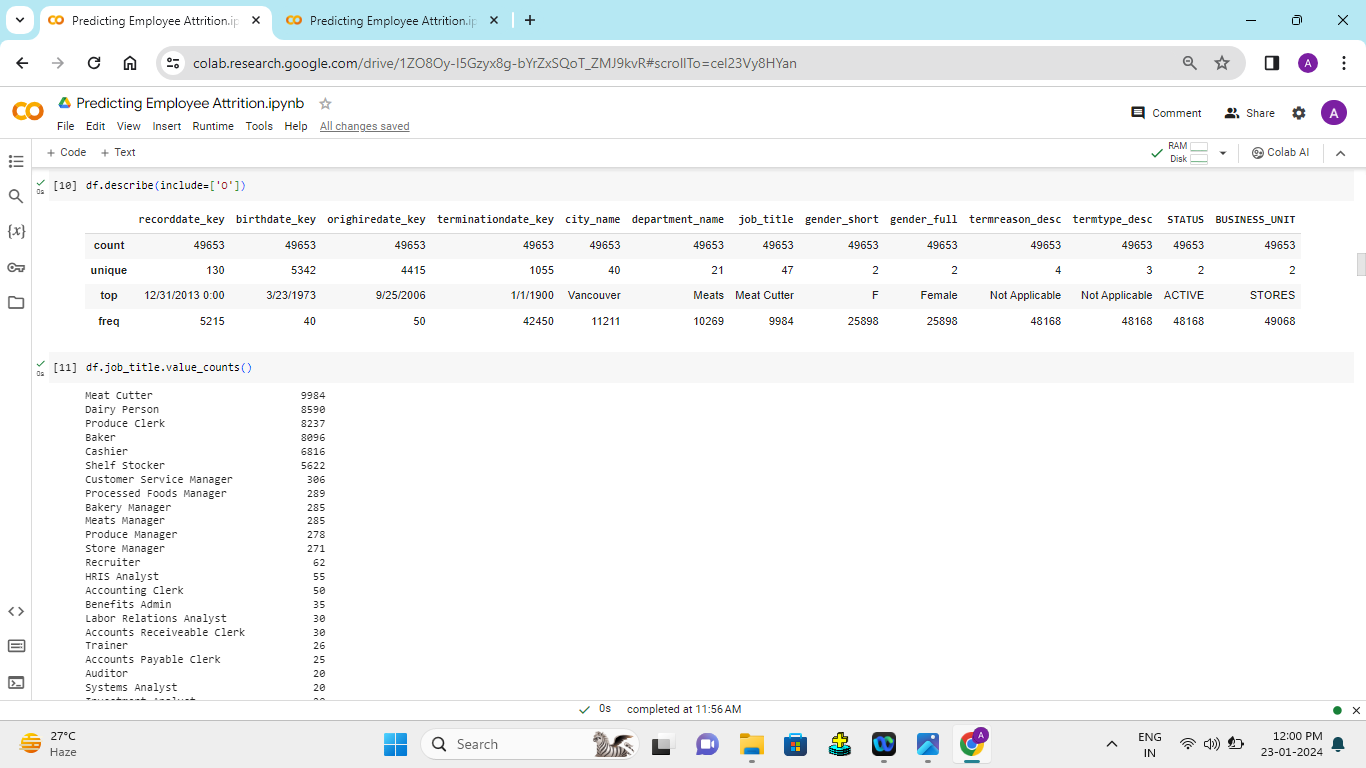 Predicting Employee Attrition.ip
Predicting Employee Attrition.ip
colab.research.google.com/drive/1ZO8Oy-I5Gzyx8g-bYrZxSQoT_ZMJ9kvR#scrollTo=cel23Vy8HYan
A
Predicting Employee Attrition.ipynb
Comment Share A
File Edit View Insert Runtime Tools Help All changes saved
+ Code + Text
RAM
Disk
Colab AI
0s [10] df.describe(include=['O'])
recorddate_key birthdate_key orighiredate_key terminationdate_key city_name department_name job_title gender_short gender_full termreason_desc termtype_desc STATUS BUSINESS_UNIT
count 49653 49653 49653 49653 49653 49653 49653 49653 49653 49653 49653 49653 49653
unique 130 5342 4415 1055 40 21 47 2 2 4 3 2 2
top 12/31/2013 0:00 3/23/1973 9/25/2006 1/1/1900 Vancouver Meats Meat Cutter F Female Not Applicable Not Applicable ACTIVE STORES
freq 5215 40 50 42450 11211 10269 9984 25898 25898 48168 48168 48168 49068
0s [11] df.job_title.value_counts()
Meat Cutter 9984
Dairy Person 8590
Produce Clerk 8237
Baker 8096
Cashier 6816
Shelf Stocker 5622
Customer Service Manager 306
Processed Foods Manager 289
Bakery Manager 285
Meats Manager 285
Produce Manager 278
Store Manager 271
Recruiter 62
HRIS Analyst 55
Accounting Clerk 50
Benefits Admin 35
Labor Relations Analyst 30
Accounts Receiveable Clerk 30
Trainer 26
Accounts Payable Clerk 25
Auditor 20
Systems Analyst 20
0s completed at 11:56 AM
27°C
Haze
Search
A
ENG
IN
12:00 PM
23-01-2024